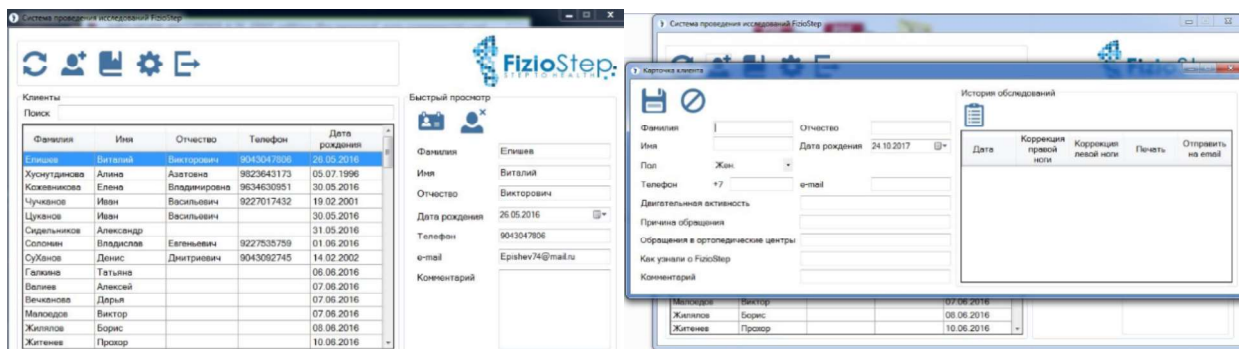 Система проведения исследований FizioStep
FizioStep
STEP TO HEALTH
Клиенты
Поиск
Фамилия Имя Отчество Телефон Дата рождения
Елишев Виталий Викторович 9043047806 26.05.2016
Хуснутдинова Алина Азатовна 9823643173 05.07.1996
Кожевникова Елена Владимировна 9634630951 30.05.2016
Чучканов Иван Васильевич 9227017432 19.02.2001
Цуканов Иван Васильевич 30.05.2016
Сидельников Александр 31.05.2016
Соломин Владислав Евгеньевич 9227535759 01.06.2016
СуХанов Денис Дмитриевич 9043092745 14.02.2002
Галкина Татьяна 06.06.2016
Валиев Алексей 07.06.2016
Вечканова Дарья 07.06.2016
Малоедов Виктор 07.06.2016
Жилялов Борис 08.06.2016
Житенев Прохор 10.06.2016
Быстрый просмотр
Фамилия Елишев
Имя Виталий
Отчество Викторович
Дата рождения 26.05.2016
Телефон 9043047806
e-mail Epishev74@mail.ru
Комментарий
Система проведения исследований FizioStep
Карточка клиента
Фамилия Отчество
Имя Дата рождения 24.10.2017
Пол Жен.
Телефон +7 e-mail
Двигательная активность
Причина обращения
Обращения в ортопедические центры
Как узнали о FizioStep
Комментарий
История обследований
Дата Коррекция правой ноги Коррекция левой ноги Печать Отправить на email
Малоедов Виктор 07.06.2016
Жилялов Борис 08.06.2016
Житенев Прохор 10.06.2016